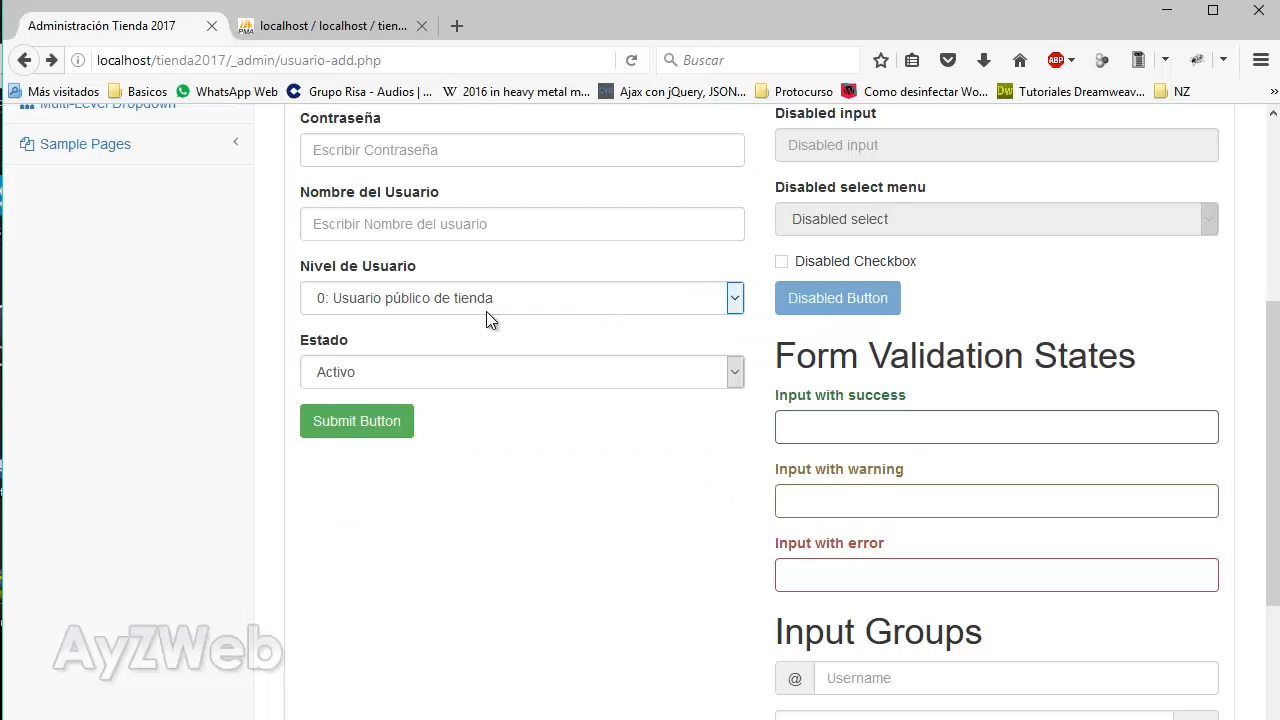 Administración Tienda 2017
PMA
localhost / localhost / tien...
localhost/tienda2017/_admin/usuario-add.php
Buscar
ABP
Más visitados
Basicos
WhatsApp Web
Grupo Risa - Audios | ...
W
2016 in heavy metal m...
Ajax con jQuery, JSON...
Protocurso
Como desinfectar Wo...
Dw
Tutoriales Dreamweav...
NZ
»
Multi-Level Dropdown
Sample Pages
Contraseña
Escribir Contraseña
Nombre del Usuario
Escribir Nombre del usuario
Nivel de Usuario
0: Usuario público de tienda
Estado
Activo
Submit Button
Disabled input
Disabled input
Disabled select menu
Disabled select
Disabled Checkbox
Disabled Button
Form Validation States
Input with success
Input with warning
Input with error
Input Groups
@
Username
AyZWeb